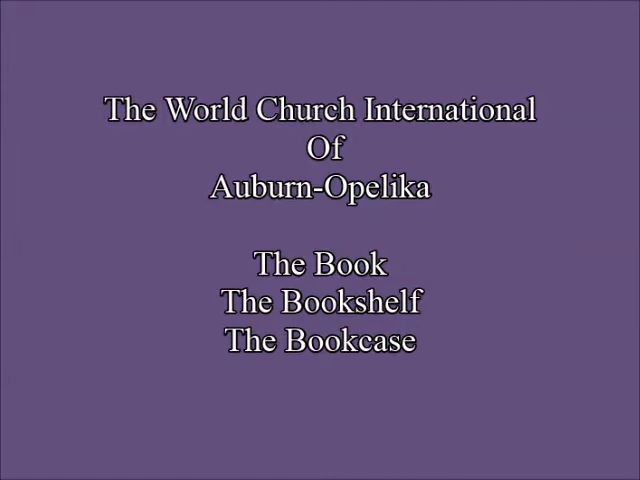 The World Church International
Of
Auburn-Opelika
The Book
The Bookshelf
The Bookcase